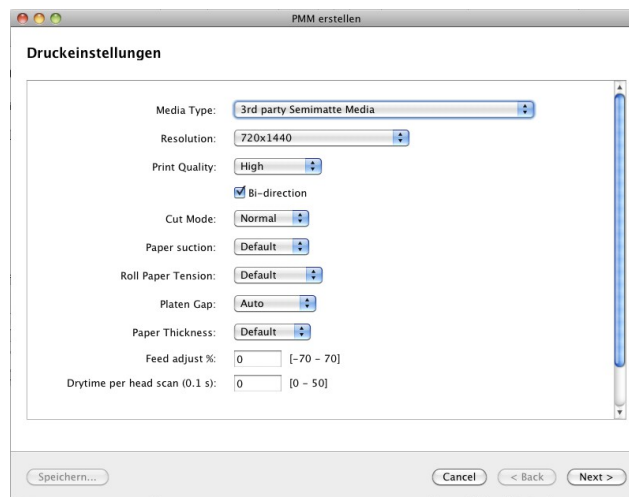 PMM erstellen
Druckeinstellungen
Media Type: 3rd party Semimatte Media
Resolution: 720x1440
Print Quality: High
Bi-direction
Cut Mode: Normal
Paper suction: Default
Roll Paper Tension: Default
Platen Gap: Auto
Paper Thickness: Default
Feed adjust %: 0 [-70 - 70]
Drytime per head scan (0.1 s): 0 [0 - 50]
Speichern... Cancel < Back Next >